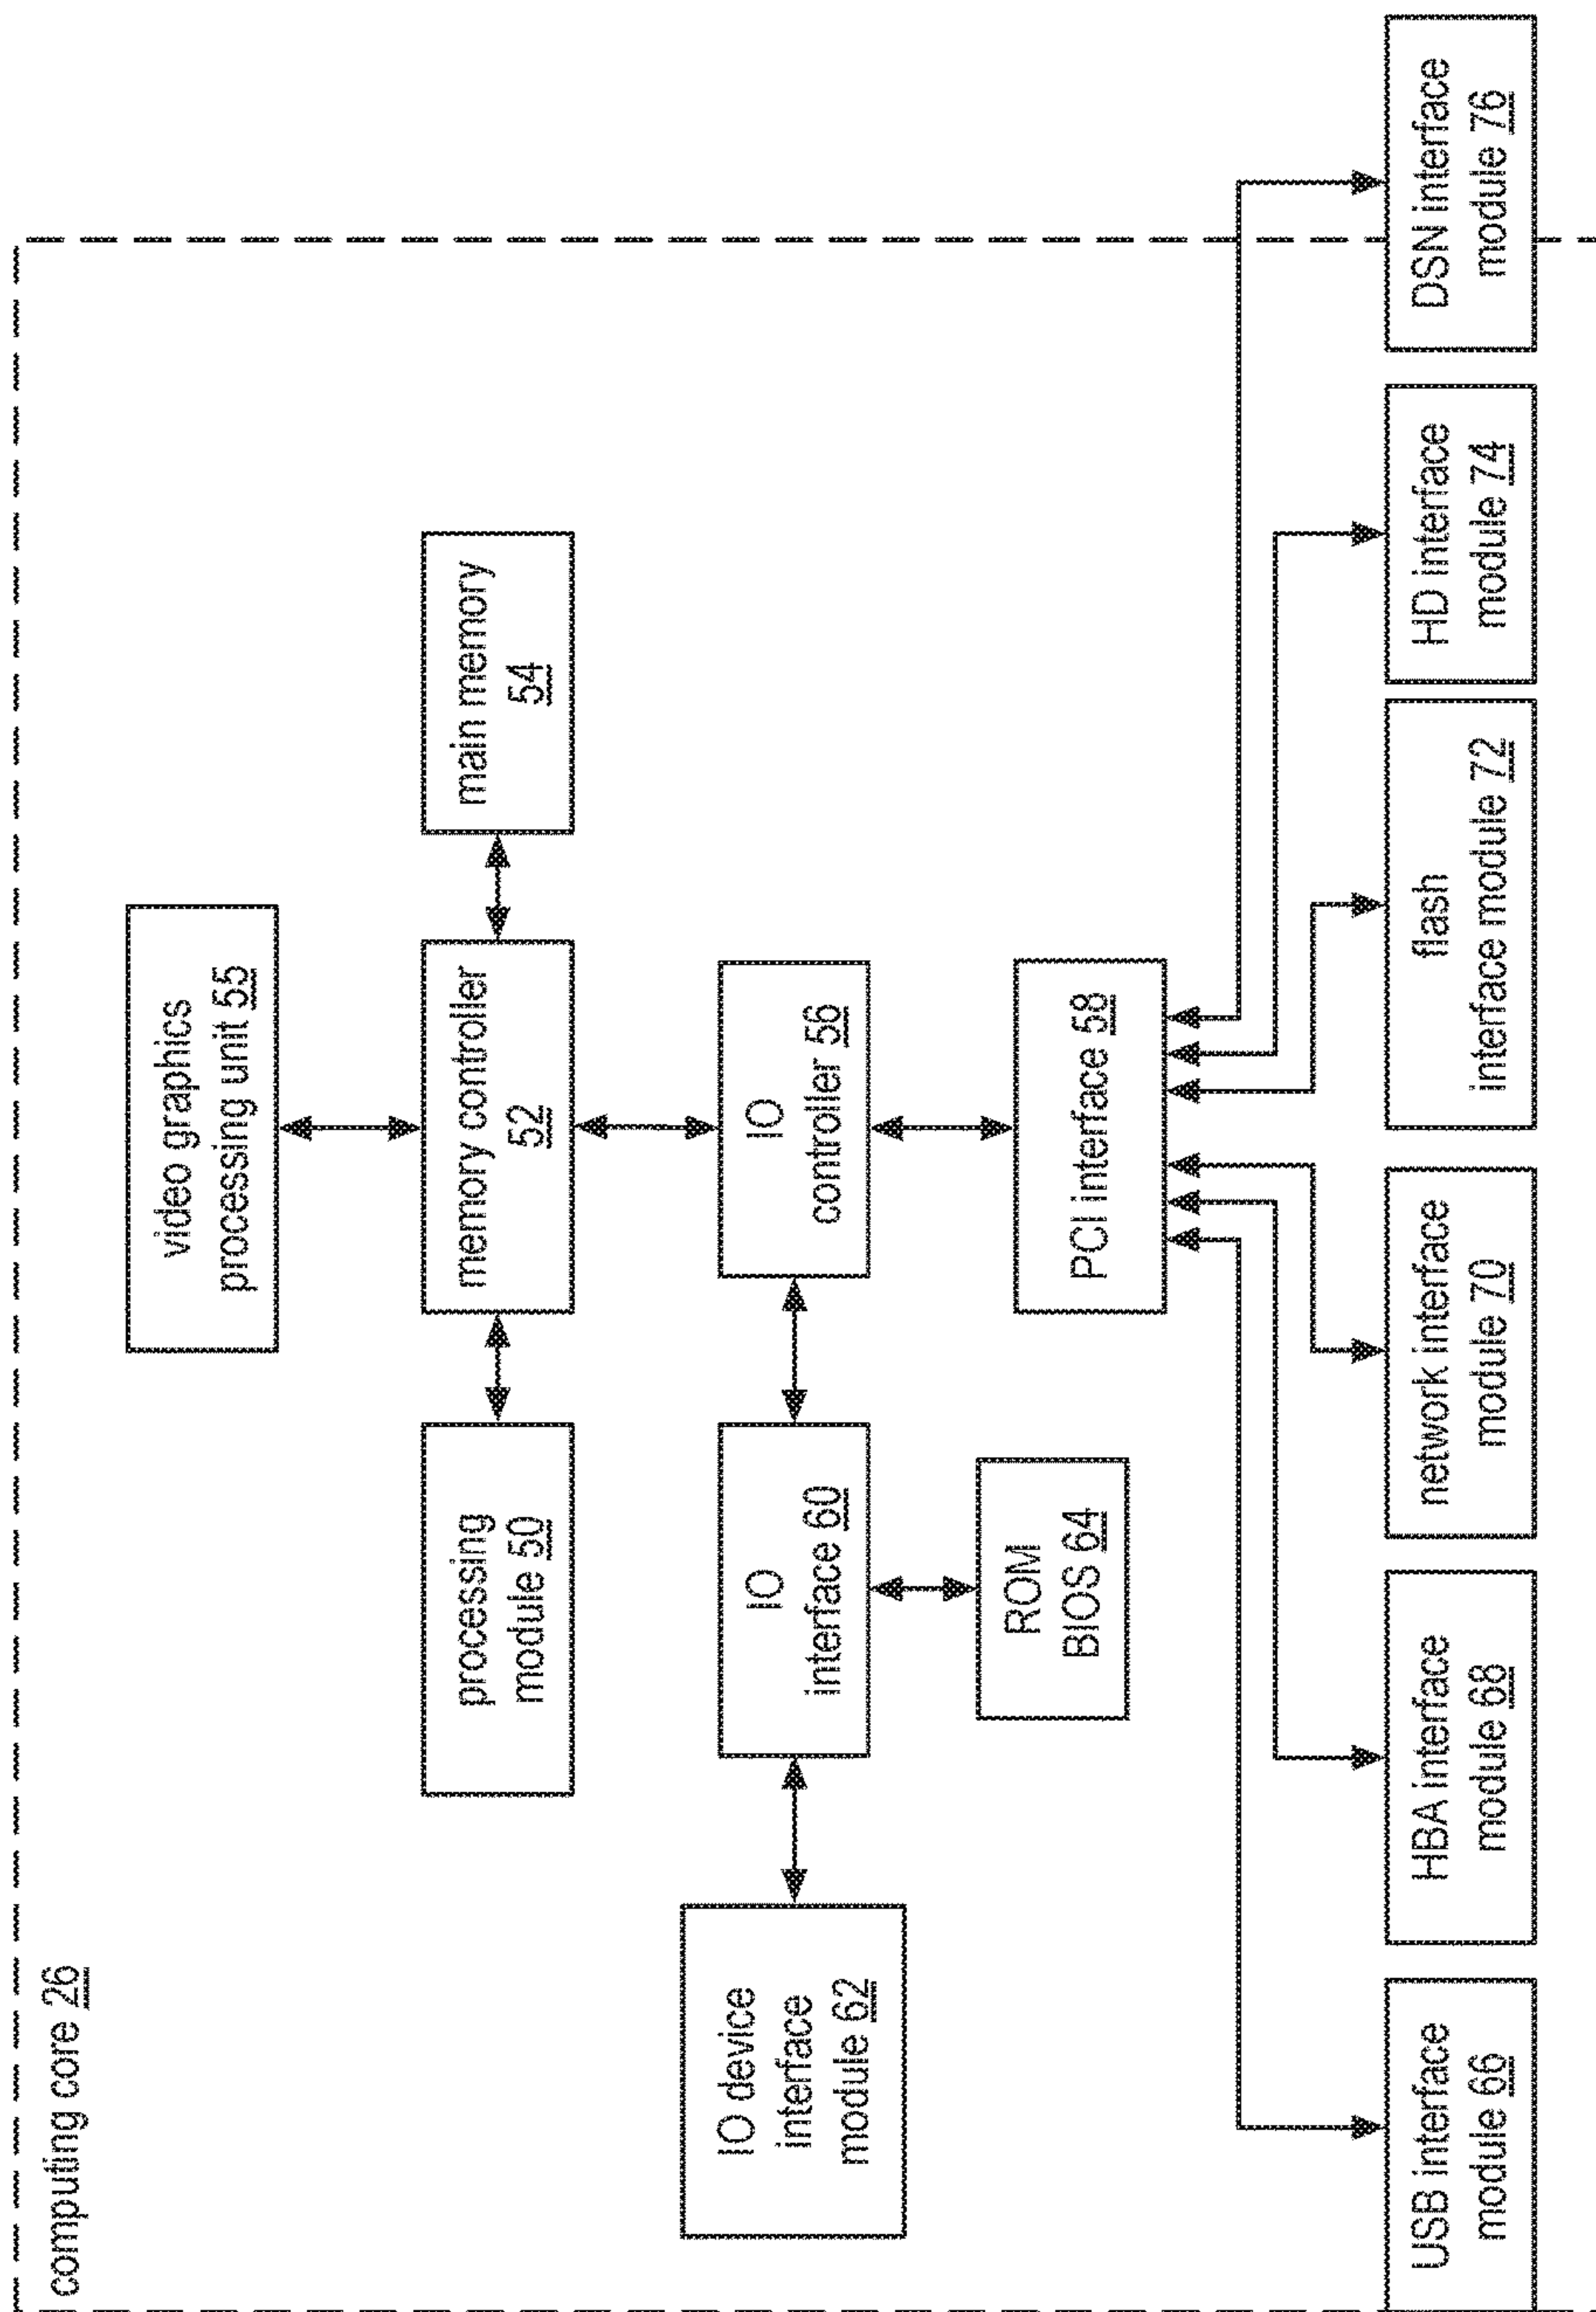 computing core 26
video graphics
processing unit 55
processing
module 50
memory controller
52
main memory
54
IO device
interface
module 62
IO
interface 60
IO
controller 56
ROM
BIOS 64
PCI interface 58
USB interface
module 66
HBA interface
module 68
network interface
module 70
flash
interface module 72
HD interface
module 74
DSN interface
module 76